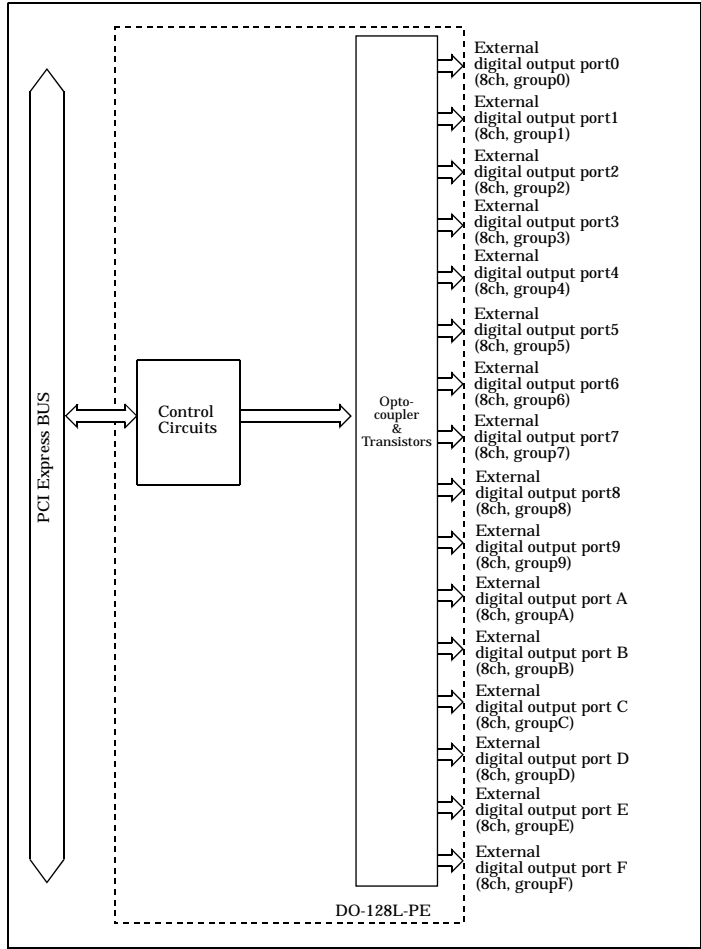 External
digital output port0
(8ch, group0)
External
digital output port1
(8ch, group1)
External
digital output port2
(8ch, group2)
External
digital output port3
(8ch, group3)
External
digital output port4
(8ch, group4)
External
digital output port5
(8ch, group5)
External
digital output port6
(8ch, group6)
External
digital output port7
(8ch, group7)
External
digital output port8
(8ch, group8)
External
digital output port9
(8ch, group9)
External
digital output port A
(8ch, groupA)
External
digital output port B
(8ch, groupB)
External
digital output port C
(8ch, groupC)
External
digital output port D
(8ch, groupD)
External
digital output port E
(8ch, groupE)
External
digital output port F
(8ch, groupF)
PCI Express BUS
Control
Circuits
Opto-
coupler
&
Transistors
DO-128L-PE